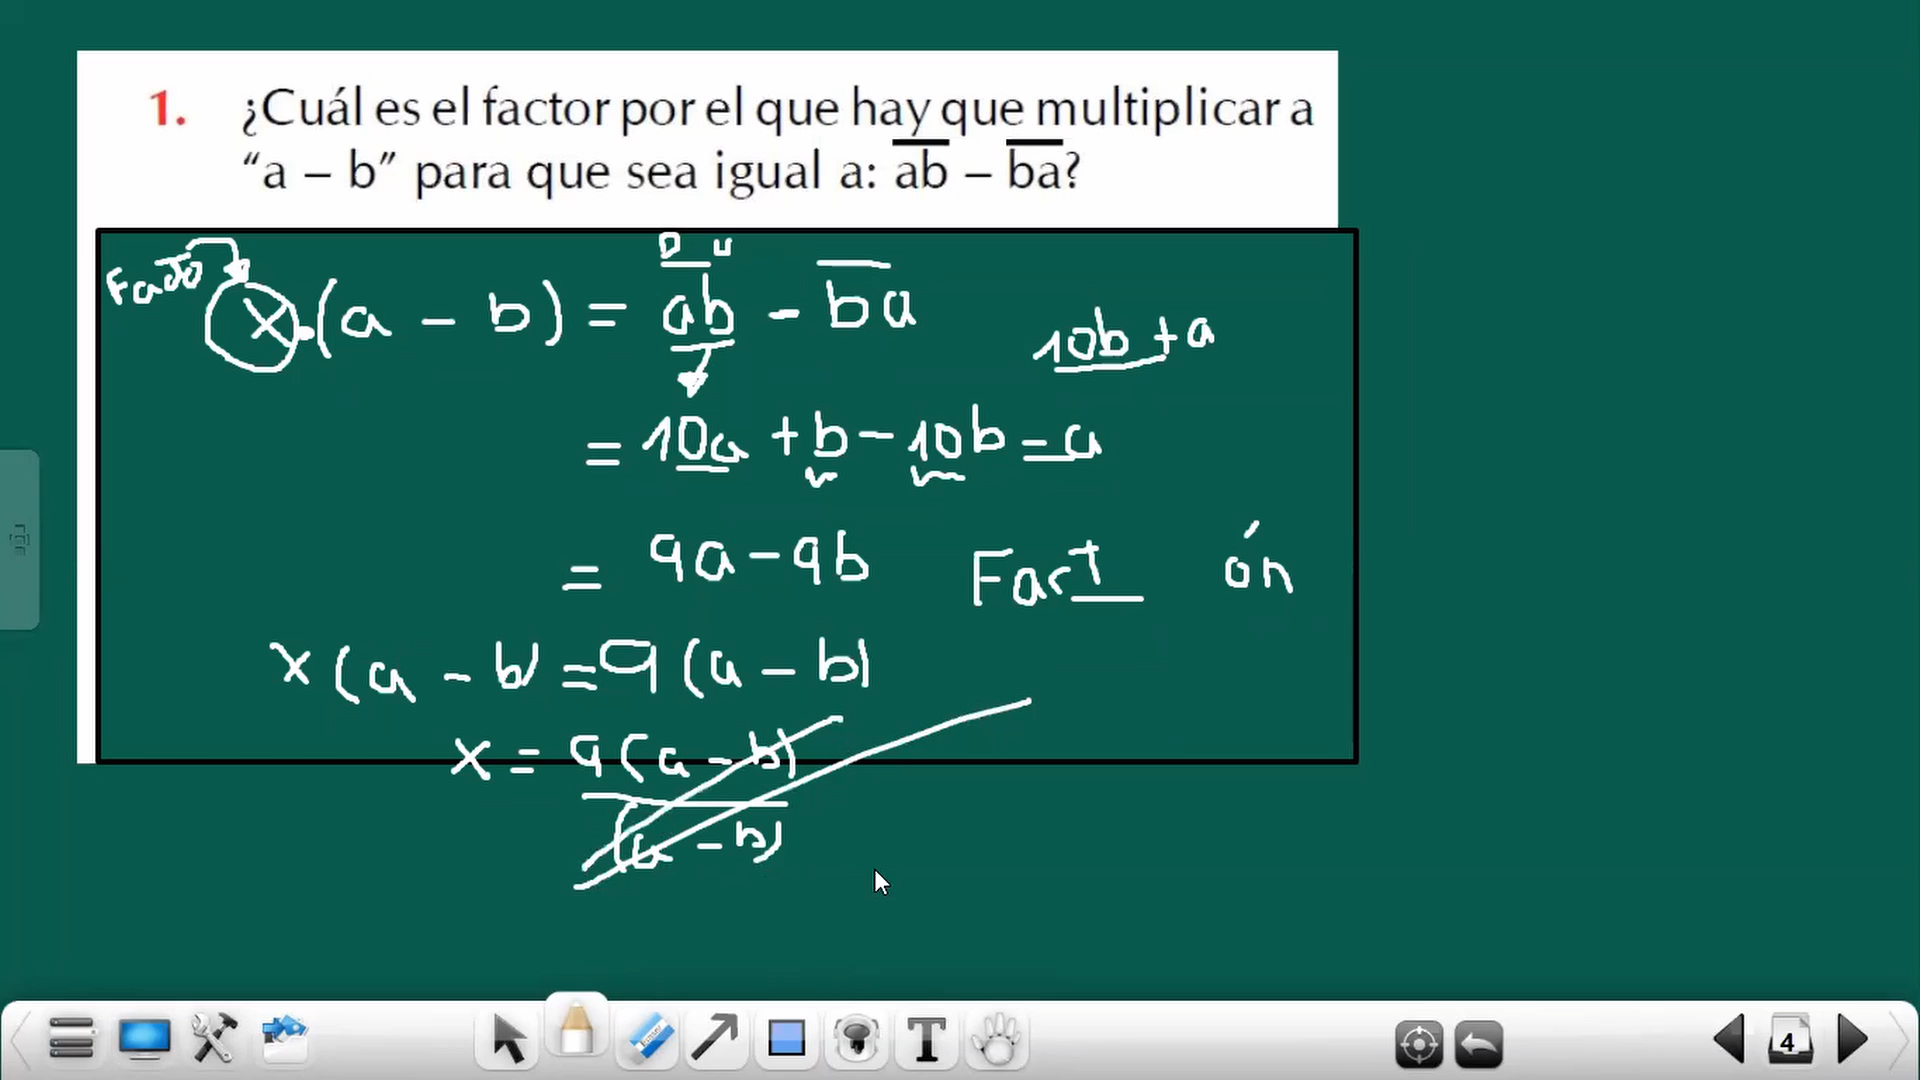 1. ¿Cuál es el factor por el que hay que multiplicar a
“a – b” para que sea igual a: ab – ba?
D u
x·(a - b) = ab - ba
10b + a
= 10a + b - 10b - a
= 9a - 9b Fact ón
x(a - b) = 9(a - b)
x = 9(a - b)
(a - b)
T
4